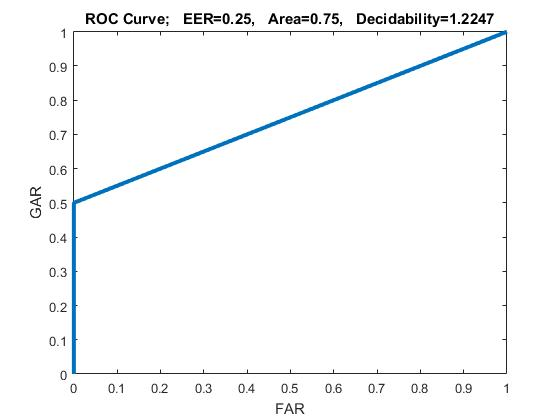 ROC Curve;   EER=0.25,   Area=0.75,   Decidability=1.2247
1
0.9
0.8
0.7
0.6
0.5
0.4
0.3
0.2
0.1
0
GAR
0 0.1 0.2 0.3 0.4 0.5 0.6 0.7 0.8 0.9 1
FAR